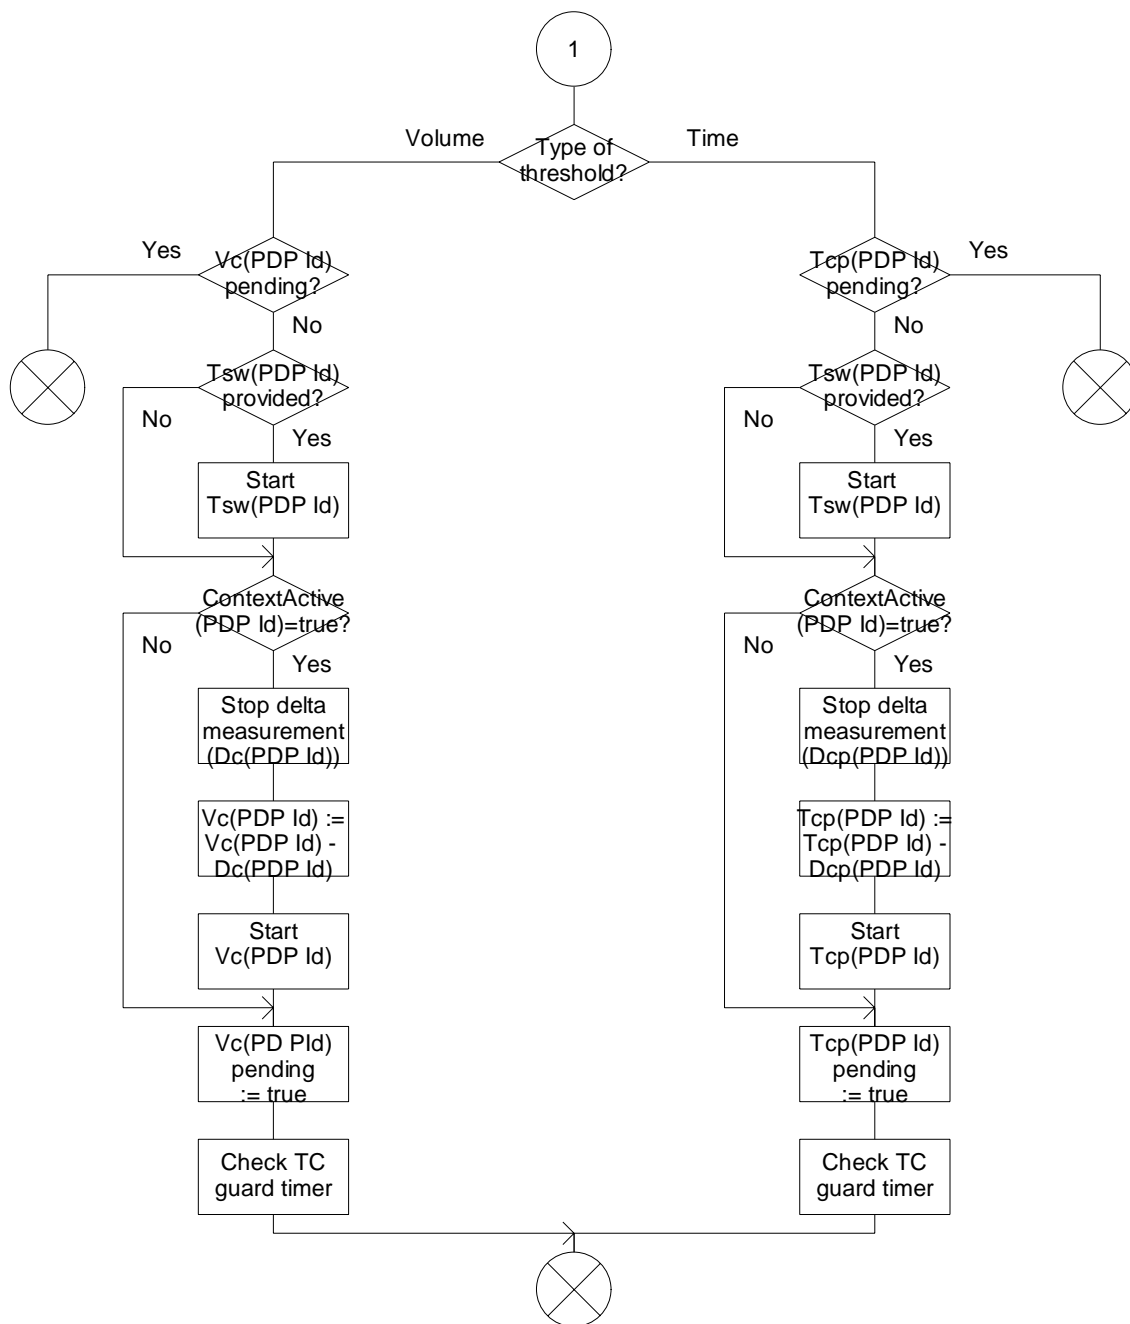 1
Volume
Type of
threshold?
Time
Yes
Vc(PDP Id)
pending?
No
Tcp(PDP Id)
pending?
Yes
No
Tsw(PDP Id)
provided?
No
Yes
Tsw(PDP Id)
provided?
No
Yes
Start
Tsw(PDP Id)
Start
Tsw(PDP Id)
ContextActive
(PDP Id)=true?
No
Yes
ContextActive
(PDP Id)=true?
No
Yes
Stop delta
measurement
(Dc(PDP Id))
Stop delta
measurement
(Dcp(PDP Id))
Vc(PDP Id) :=
Vc(PDP Id) -
Dc(PDP Id)
Tcp(PDP Id) :=
Tcp(PDP Id) -
Dcp(PDP Id)
Start
Vc(PDP Id)
Start
Tcp(PDP Id)
Vc(PD PId)
pending
:= true
Tcp(PDP Id)
pending
:= true
Check TC
guard timer
Check TC
guard timer